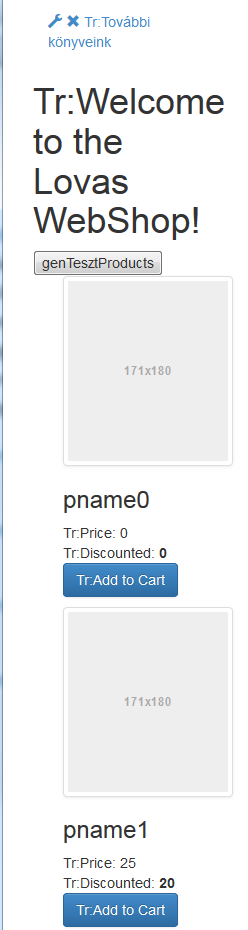 Tr:További
könyveink
Tr:Welcome
to the
Lovas
WebShop!
genTesztProducts
171x180
pname0
Tr:Price: 0
Tr:Discounted: 0
Tr:Add to Cart
171x180
pname1
Tr:Price: 25
Tr:Discounted: 20
Tr:Add to Cart